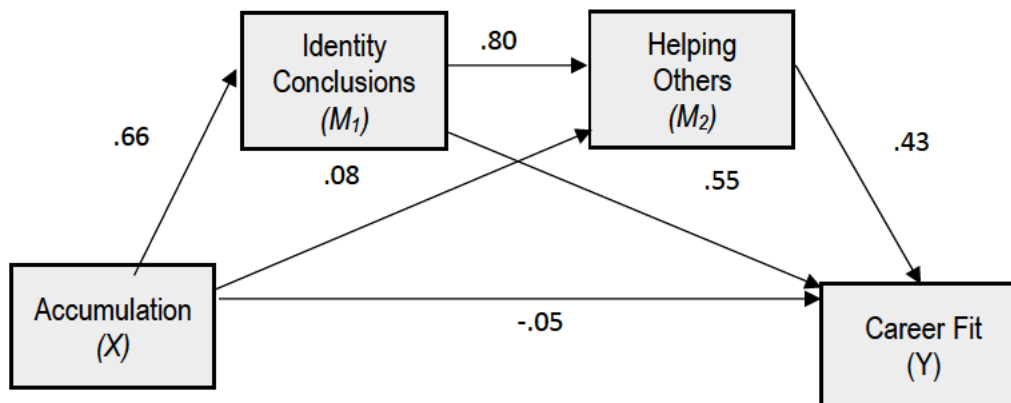 Identity
Conclusions
(M₁)
.80
Helping
Others
(M₂)
.66
.08
.55
.43
Accumulation
(X)
-.05
Career Fit
(Y)